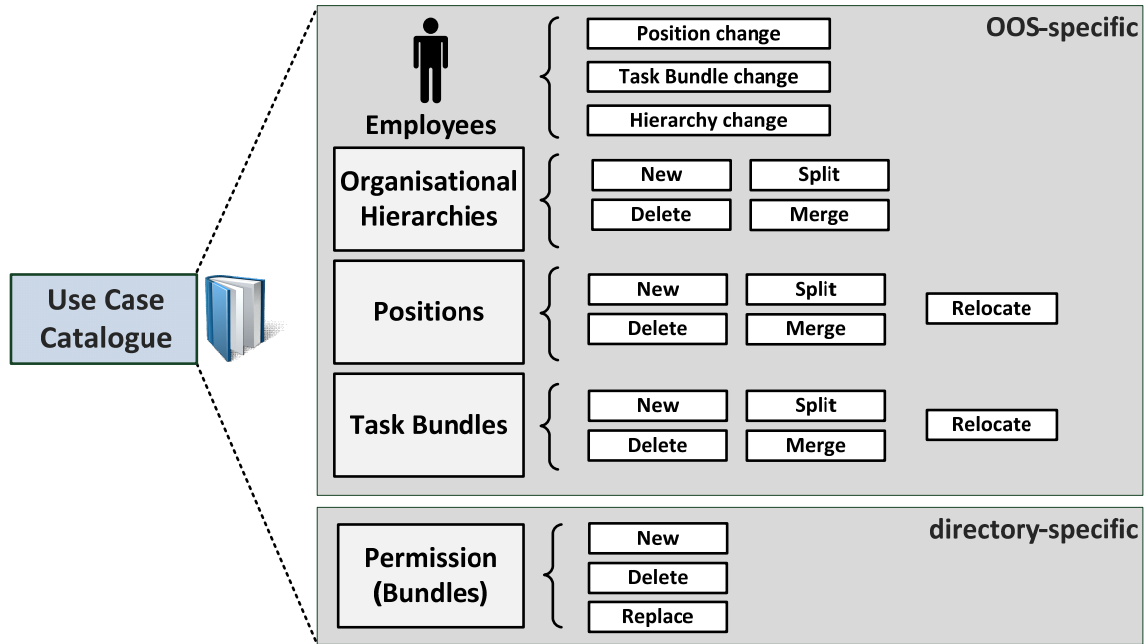 OOS-specific
Position change
Task Bundle change
Employees
Hierarchy change
Organisational
Hierarchies
New
Split
Delete
Merge
Use Case
Catalogue
Positions
New
Split
Delete
Merge
Relocate
Task Bundles
New
Split
Delete
Merge
Relocate
directory-specific
Permission
(Bundles)
New
Delete
Replace